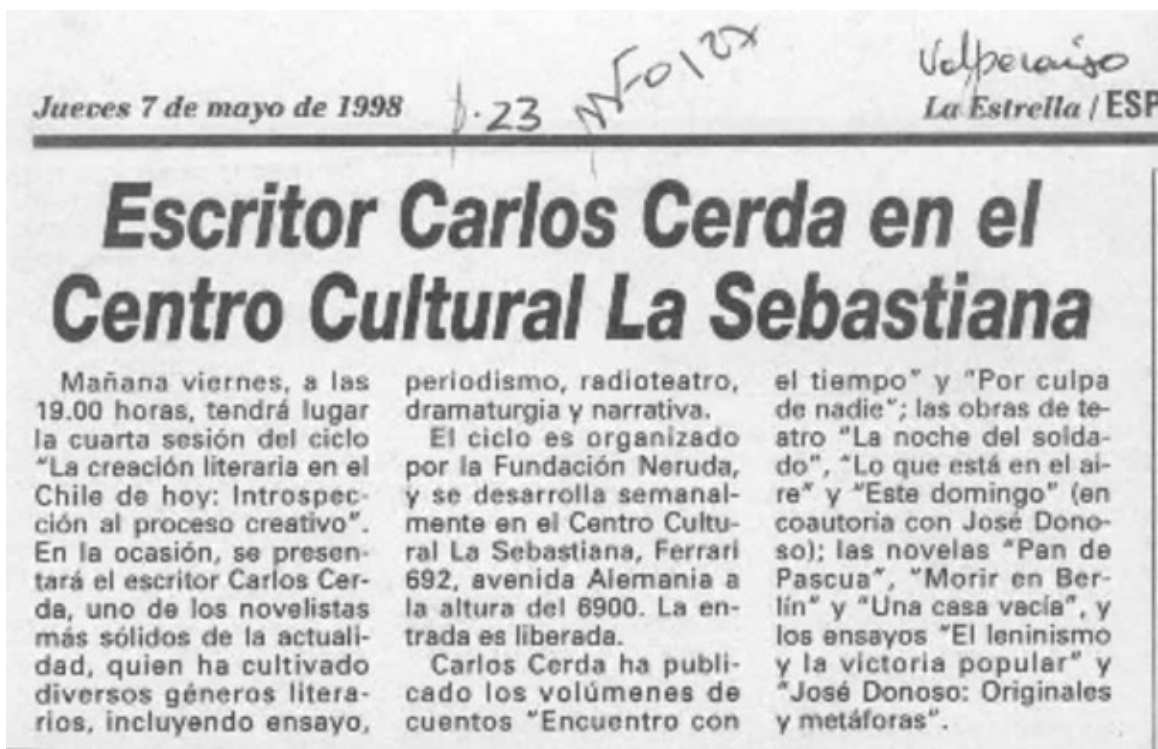 Valparaiso
Jueves 7 de mayo de 1998
p. 23
La Estrella / ESP
Escritor Carlos Cerda en el
Centro Cultural La Sebastiana
Mañana viernes, a las
19.00 horas, tendrá lugar
la cuarta sesión del ciclo
"La creación literaria en el
Chile de hoy: Introspec-
ción al proceso creativo".
En la ocasión, se presen-
tará el escritor Carlos Cer-
da, uno de los novelistas
más sólidos de la actuali-
dad, quien ha cultivado
diversos géneros litera-
rios, incluyendo ensayo,
periodismo, radioteatro,
dramaturgia y narrativa.
El ciclo es organizado
por la Fundación Neruda,
y se desarrolla semanal-
mente en el Centro Cultu-
ral La Sebastiana, Ferrari
692, avenida Alemania a
la altura del 6900. La en-
trada es liberada.
Carlos Cerda ha publi-
cado los volúmenes de
cuentos "Encuentro con
el tiempo" y "Por culpa
de nadie"; las obras de te-
atro "La noche del solda-
do", "Lo que está en el ai-
re" y "Este domingo" (en
coautoria con José Dono-
so); las novelas "Pan de
Pascua", "Morir en Ber-
lín" y "Una casa vacía", y
los ensayos "El leninismo
y la victoria popular" y
"José Donoso: Originales
y metáforas".